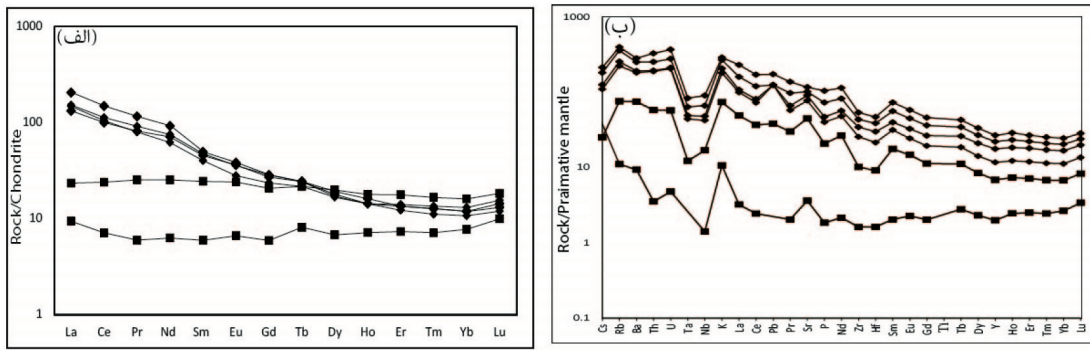 1000
100
10
1
Rock/Chondrite
(الف)
La Ce Pr Nd Sm Eu Gd Tb Dy Ho Er Tm Yb Lu
1000
100
10
1
0.1
Rock/Praimative mantle
(ب)
Cs Rb Ba Th U Ta Nb K La Ce Pb Pr Sr P Nd Zr Hf Sm Eu Gd Ti Tb Dy Y Ho Er Tm Yb Lu